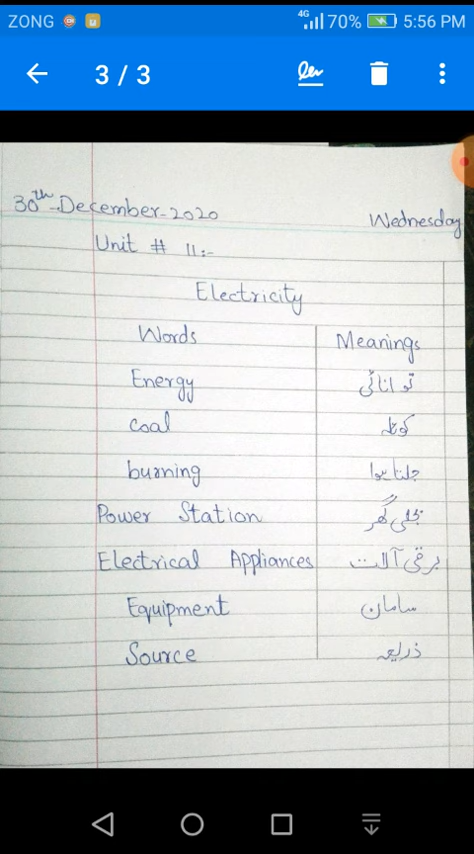 ZONG 4G 70% 5:56 PM
3 / 3
30th-December-2020 Wednesday
Unit # 11:-
Electricity
Words Meanings
Energy توانائی
coal کوئلہ
burning جلتا ہوا
Power Station بجلی گھر
Electrical Appliances برقی آلات
Equipment سامان
Source ذریعہ